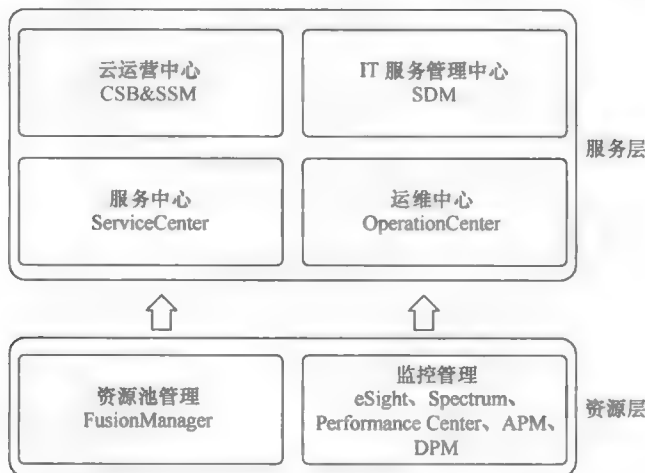 云运营中心
CSB&SSM
IT 服务管理中心
SDM
服务中心
ServiceCenter
运维中心
OperationCenter
服务层
资源池管理
FusionManager
监控管理
eSight、Spectrum、
Performance Center、APM、
DPM
资源层